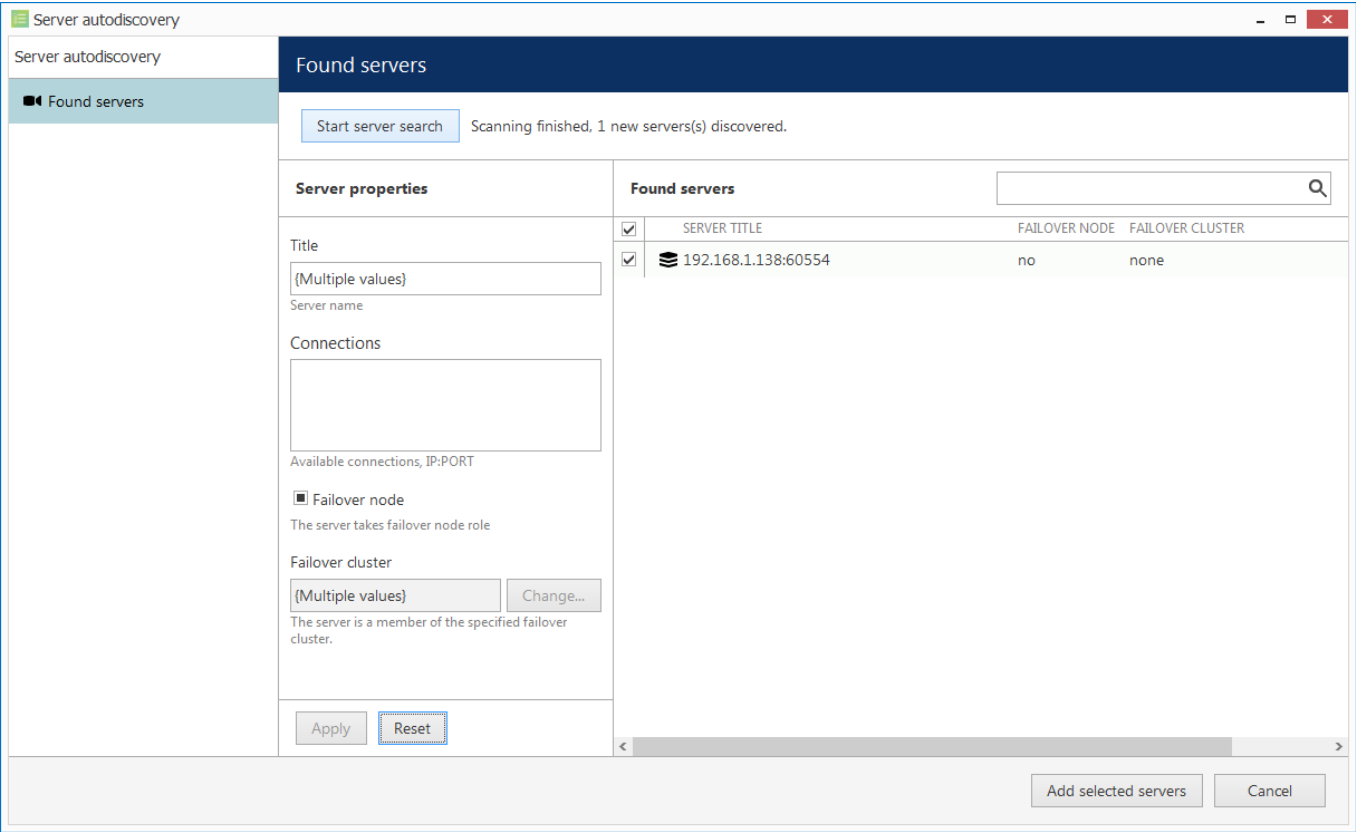 Server autodiscovery
Server autodiscovery
Found servers
Found servers
Start server search
Scanning finished, 1 new servers(s) discovered.
Server properties
Title
{Multiple values}
Server name
Connections
Available connections, IP:PORT
Failover node
The server takes failover node role
Failover cluster
{Multiple values}
Change...
The server is a member of the specified failover
cluster.
Apply
Reset
Found servers
SERVER TITLE
FAILOVER NODE
FAILOVER CLUSTER
192.168.1.138:60554
no
none
Add selected servers
Cancel